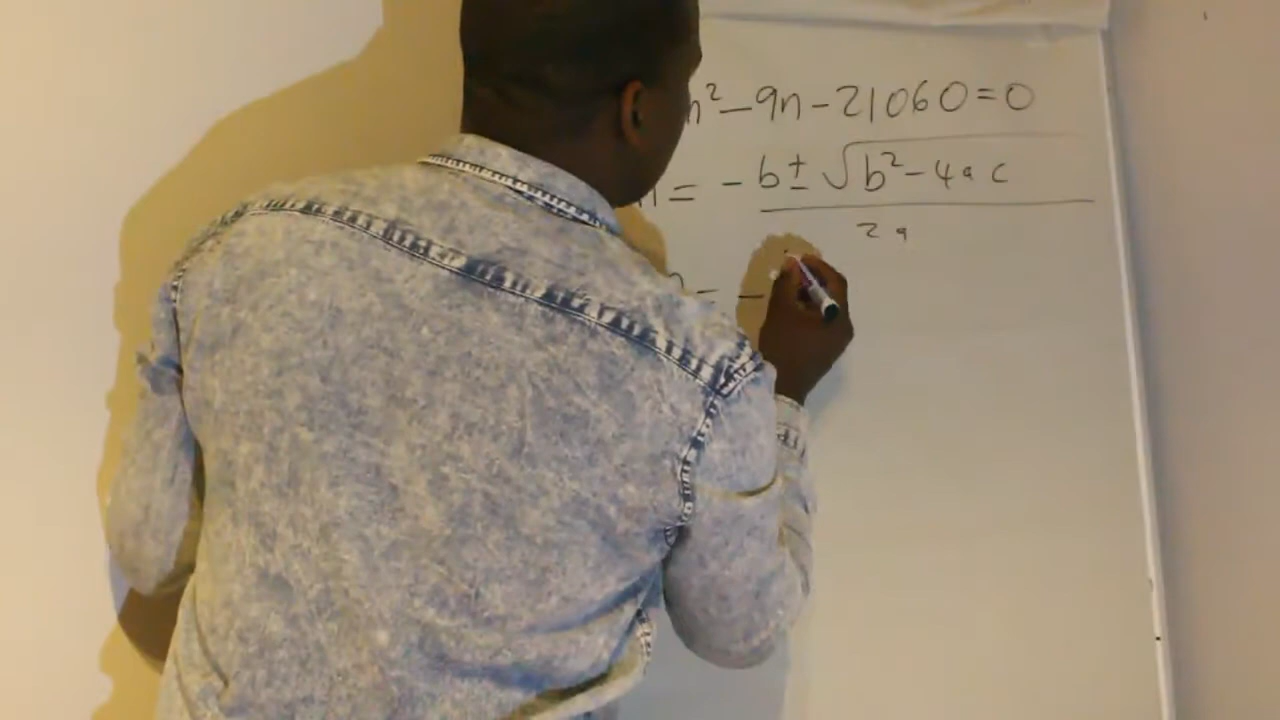 n² - 9n - 21060 = 0
n = - b ± √b² - 4ac
2a
n = -